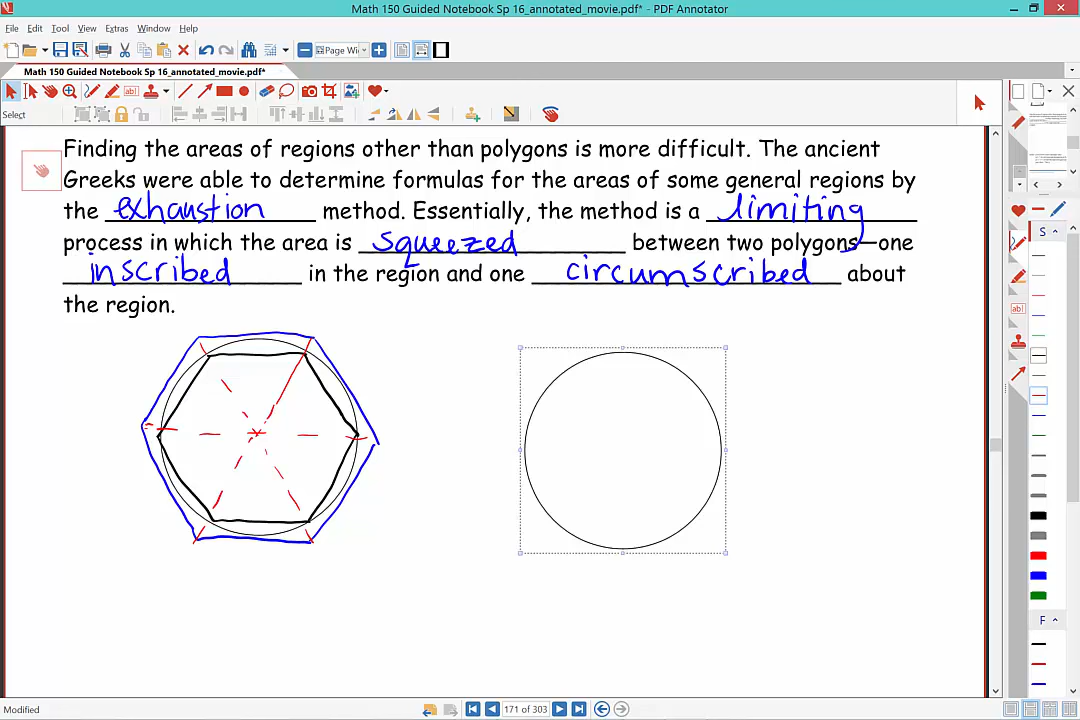 Math 150 Guided Notebook Sp 16_annotated_movie.pdf* - PDF Annotator
File Edit Tool View Extras Window Help
Page Wi
Math 150 Guided Notebook Sp 16_annotated_movie.pdf*
Select
Finding the areas of regions other than polygons is more difficult. The ancient
Greeks were able to determine formulas for the areas of some general regions by
the exhaustion method. Essentially, the method is a limiting
process in which the area is squeezed between two polygons—one
inscribed in the region and one circumscribed about
the region.
S
F
Modified
171 of 303